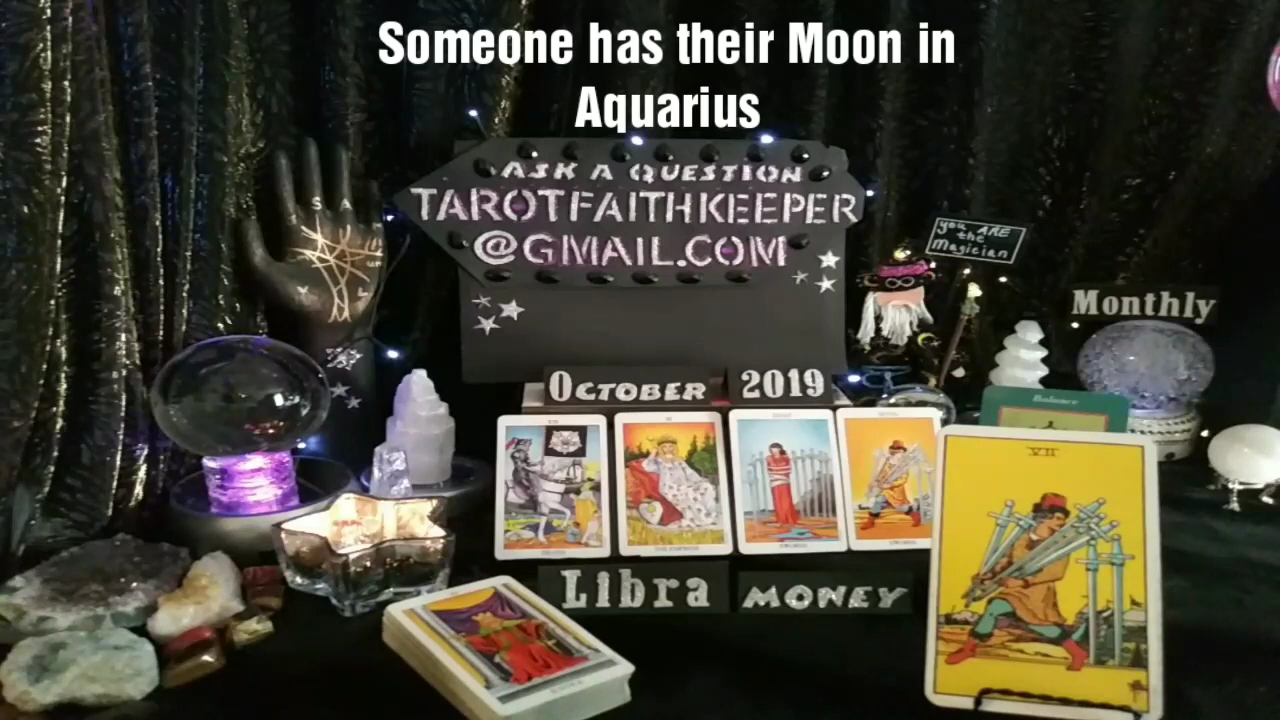 Someone has their Moon in
Aquarius
ASK A QUESTION
TAROTFAITHKEEPER
@GMAIL.COM
you ARE
the
Magician
Monthly
S A
OCTOBER 2019
Balance
VII
Libra MONEY